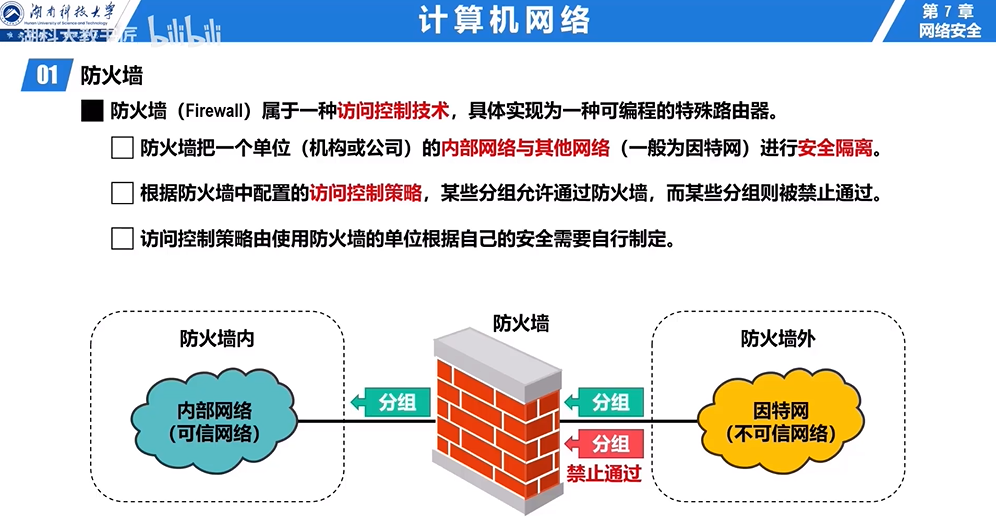 湖南科技大学
Hunan University of Science and Technology
湖科大教书匠 bilibili
计算机网络
第 7 章
网络安全
01 防火墙
防火墙（Firewall）属于一种访问控制技术，具体实现为一种可编程的特殊路由器。
防火墙把一个单位（机构或公司）的内部网络与其他网络（一般为因特网）进行安全隔离。
根据防火墙中配置的访问控制策略，某些分组允许通过防火墙，而某些分组则被禁止通过。
访问控制策略由使用防火墙的单位根据自己的安全需要自行制定。
防火墙
防火墙内
防火墙外
分组
分组
内部网络
（可信网络）
因特网
（不可信网络）
分组
禁止通过